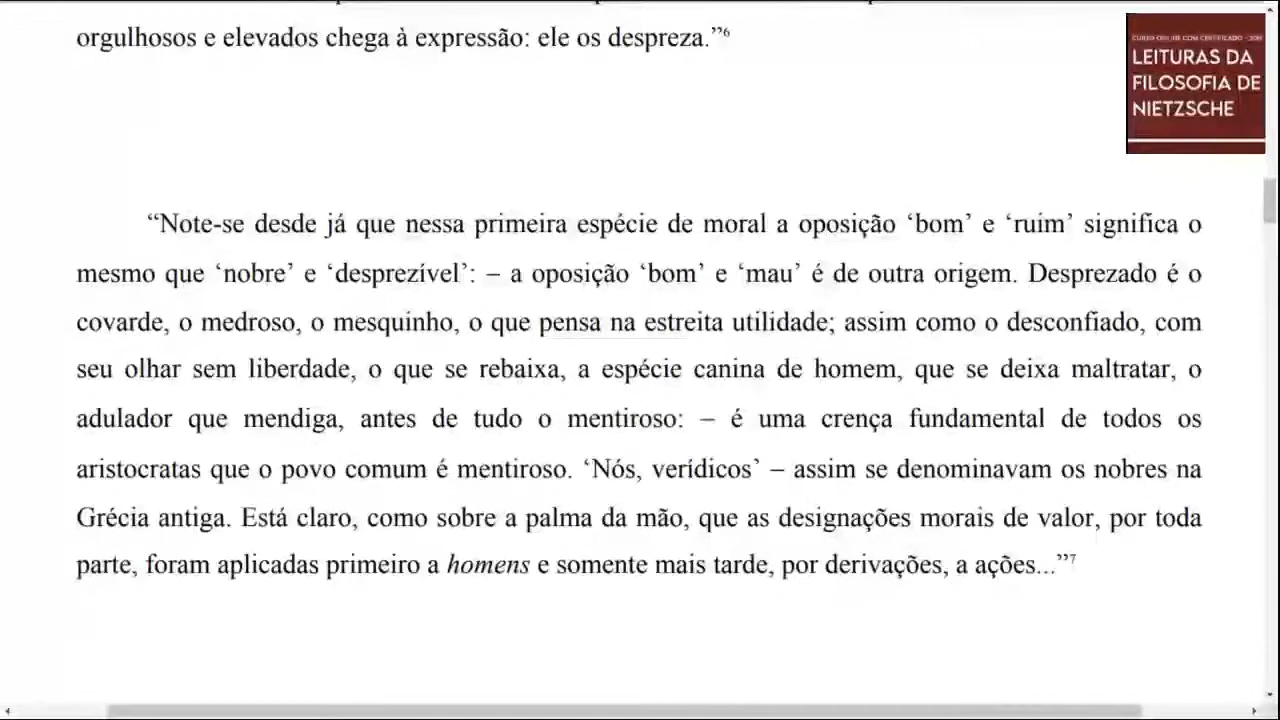 orgulhosos e elevados chega à expressão: ele os despreza.”⁶
LEITURAS DA
FILOSOFIA DE
NIETZSCHE
“Note-se desde já que nessa primeira espécie de moral a oposição ‘bom’ e ‘ruim’ significa o
mesmo que ‘nobre’ e ‘desprezível’: – a oposição ‘bom’ e ‘mau’ é de outra origem. Desprezado é o
covarde, o medroso, o mesquinho, o que pensa na estreita utilidade; assim como o desconfiado, com
seu olhar sem liberdade, o que se rebaixa, a espécie canina de homem, que se deixa maltratar, o
adulador que mendiga, antes de tudo o mentiroso: – é uma crença fundamental de todos os
aristocratas que o povo comum é mentiroso. ‘Nós, verídicos’ – assim se denominavam os nobres na
Grécia antiga. Está claro, como sobre a palma da mão, que as designações morais de valor, por toda
parte, foram aplicadas primeiro a homens e somente mais tarde, por derivações, a ações...”⁷